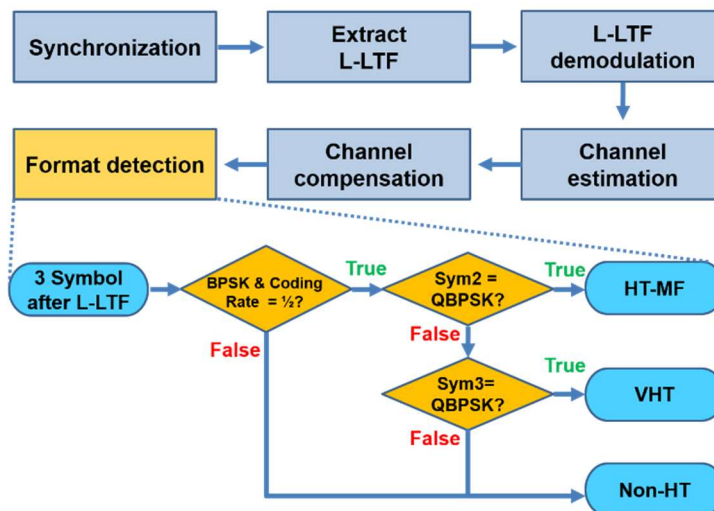 Synchronization
Extract
L-LTF
L-LTF
demodulation
Format detection
Channel
compensation
Channel
estimation
3 Symbol
after L-LTF
BPSK & Coding
Rate = ½?
True
Sym2 =
QBPSK?
True
HT-MF
False
False
Sym3=
QBPSK?
True
VHT
False
Non-HT